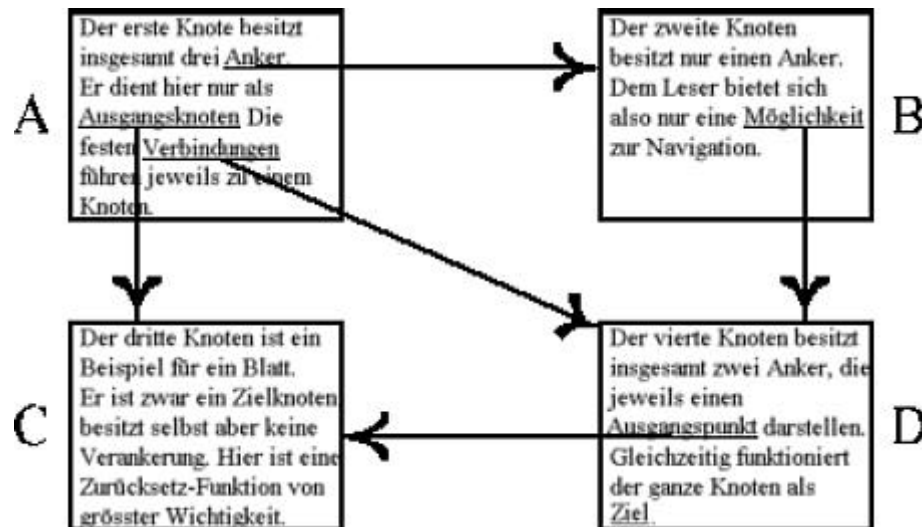 A
Der erste Knote besitzt
insgesamt drei Anker.
Er dient hier nur als
Ausgangsknoten Die
festen Verbindungen
führen jeweils zu einem
Knoten.
Der zweite Knoten
besitzt nur einen Anker.
Dem Leser bietet sich
also nur eine Möglichkeit
zur Navigation.
B
C
Der dritte Knoten ist ein
Beispiel für ein Blatt.
Er ist zwar ein Zielknoten,
besitzt selbst aber keine
Verankerung. Hier ist eine
Zurücksetz-Funktion von
grösster Wichtigkeit.
Der vierte Knoten besitzt
insgesamt zwei Anker, die
jeweils einen
Ausgangspunkt darstellen.
Gleichzeitig funktioniert
der ganze Knoten als
Ziel.
D